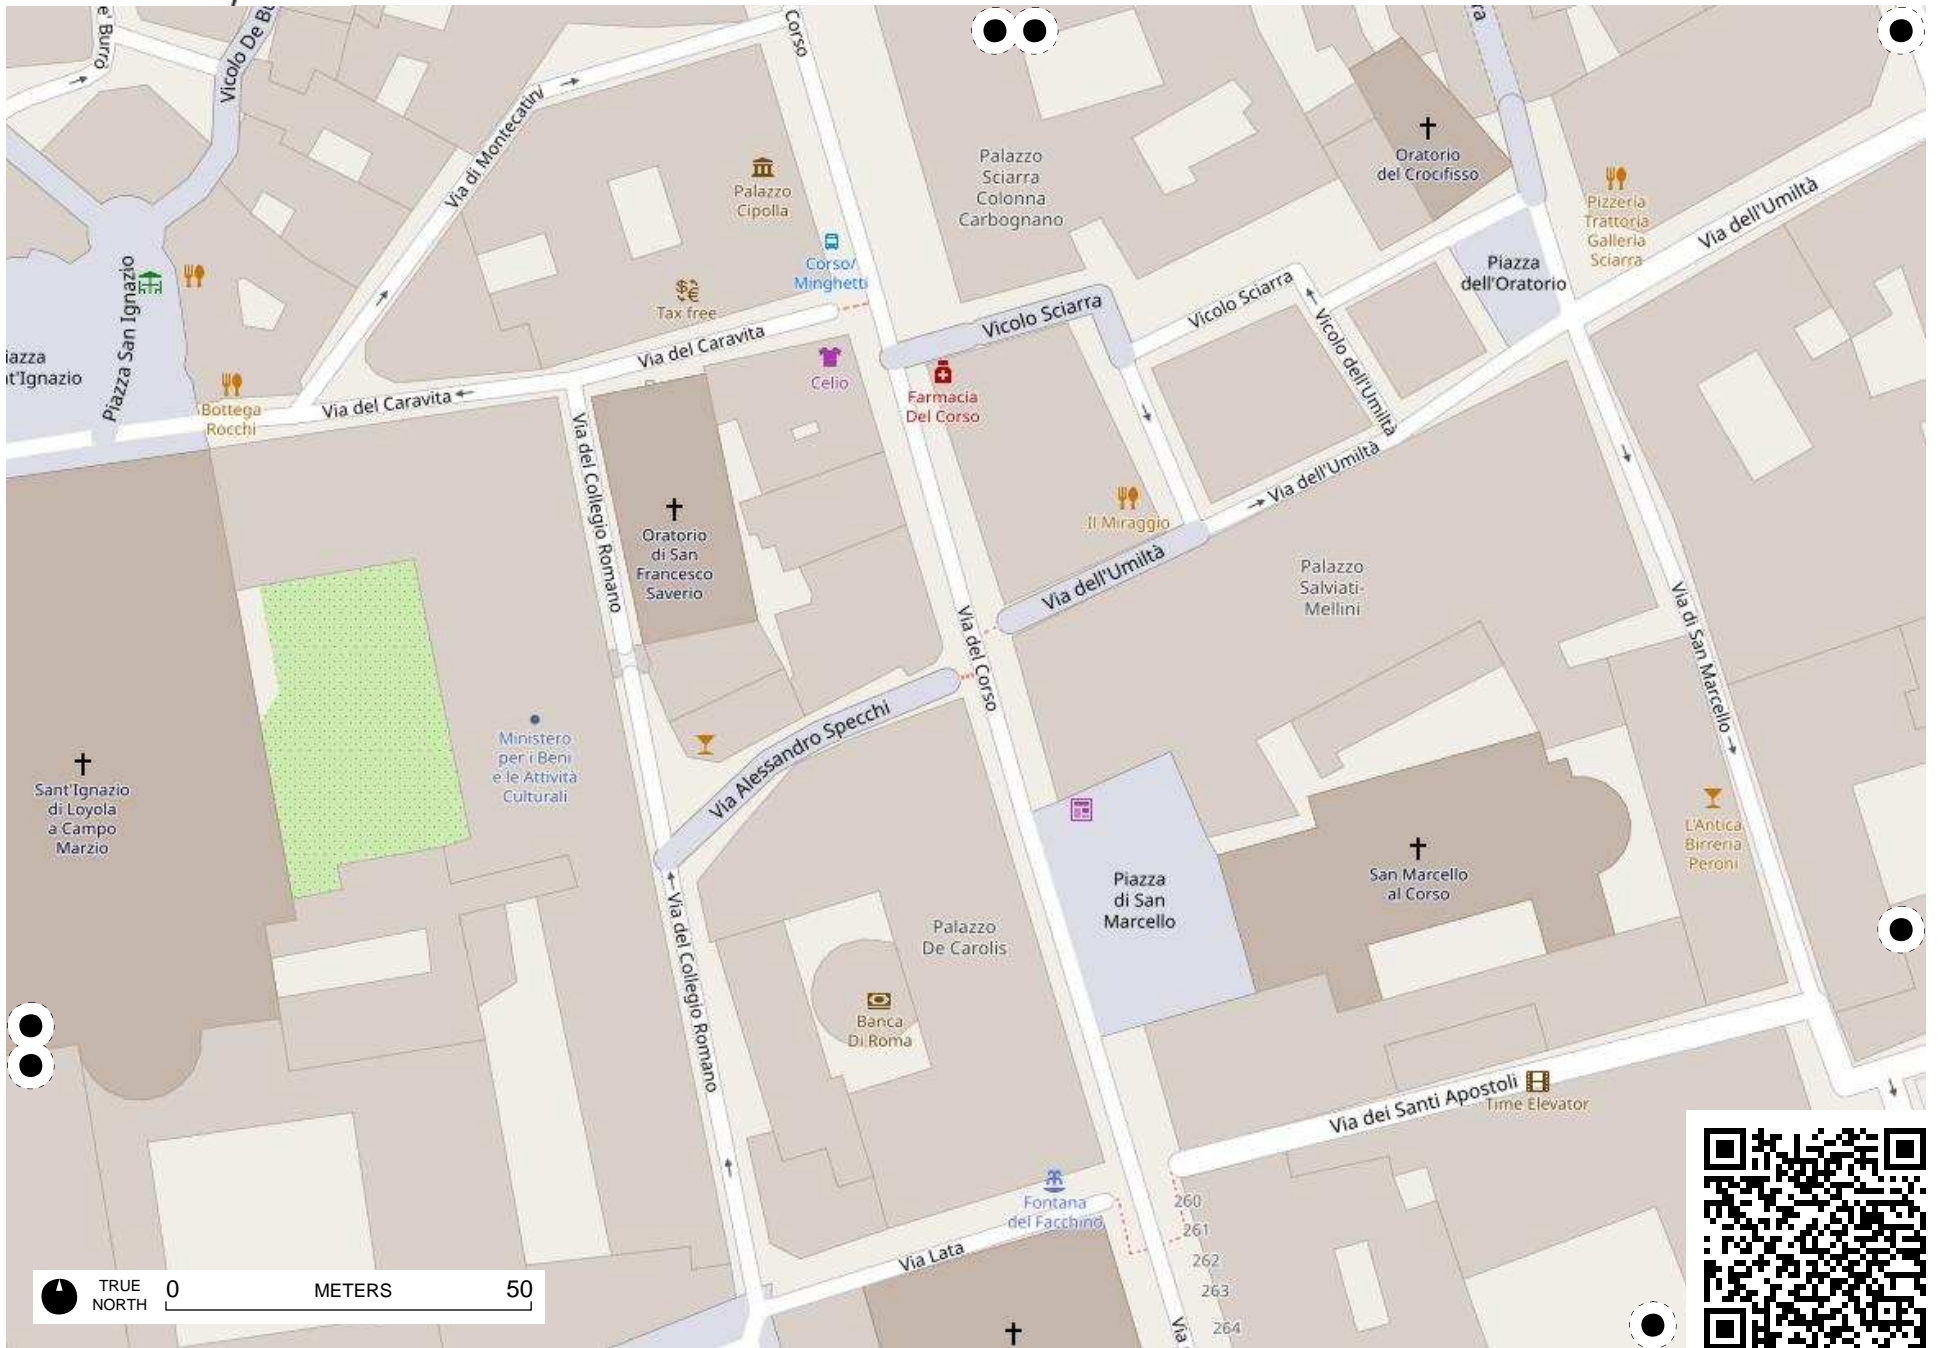 Corso
Vicolo De Bu
e' Burrò
Via di Montecatini
Palazzo
Cipolla
Corso/
Minghetti
Tax free
Palazzo
Sciarra
Colonna
Carbognano
Oratorio
del Crocifisso
Pizzeria
Trattoria
Galleria
Sciarra
Via dell'Umiltà
Piazza
dell'Oratorio
Piazza San Ignazio
iazza
nt'Ignazio
Bottega
Rocchi
Via del Caravita
Via del Caravita
Celio
Vicolo Sciarra
Vicolo Sciarra
Vicolo dell'Umiltà
Farmacia
Del Corso
Via dell'Umiltà
Il Miraggio
Via dell'Umiltà
Via del Collegio Romano
Oratorio
di San
Francesco
Saverio
Palazzo
Salviati-
Mellini
Via del Corso
Via di San Marcello
Via Alessandro Specchi
Ministero
per i Beni
e le Attività
Culturali
Sant'Ignazio
di Loyola
a Campo
Marzio
Piazza
di San
Marcello
San Marcello
al Corso
L'Antica
Birreria
Peroni
Palazzo
De Carolis
Via del Collegio Romano
Banca
Di Roma
Via dei Santi Apostoli
Time Elevator
Fontana
del Facchino
Via Lata
260
261
262
263
264
Via
TRUE
NORTH
0 METERS 50